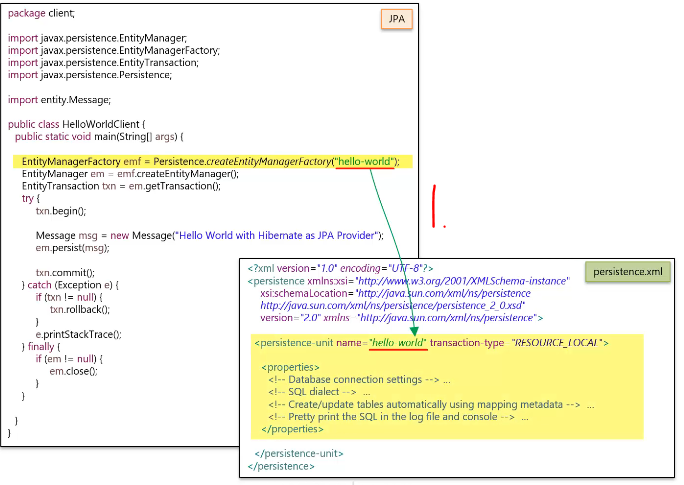 package client;
JPA
import javax.persistence.EntityManager;
import javax.persistence.EntityManagerFactory;
import javax.persistence.EntityTransaction;
import javax.persistence.Persistence;
import entity.Message;
public class HelloWorldClient {
public static void main(String[] args) {
EntityManagerFactory emf = Persistence.createEntityManagerFactory("hello-world");
EntityManager em = emf.createEntityManager();
EntityTransaction txn = em.getTransaction();
try {
txn.begin();
Message msg = new Message("Hello World with Hibernate as JPA Provider");
em.persist(msg);
txn.commit();
} catch (Exception e) {
if (txn != null) {
txn.rollback();
}
e.printStackTrace();
} finally {
if (em != null) {
em.close();
}
}
}
}
1.
persistence.xml
<?xml version="1.0" encoding="UTF-8"?>
<persistence xmlns:xsi="http://www.w3.org/2001/XMLSchema-instance"
xsi:schemaLocation="http://java.sun.com/xml/ns/persistence
http://java.sun.com/xml/ns/persistence/persistence_2_0.xsd"
version="2.0" xmlns "http://java.sun.com/xml/ns/persistence">
<persistence-unit name="hello world" transaction-type "RESOURCE_LOCAL">
<properties>
<!-- Database connection settings --> ...
<!-- SQL dialect --> ...
<!-- Create/update tables automatically using mapping metadata --> ...
<!-- Pretty print the SQL in the log file and console --> ...
</properties>
</persistence-unit>
</persistence>